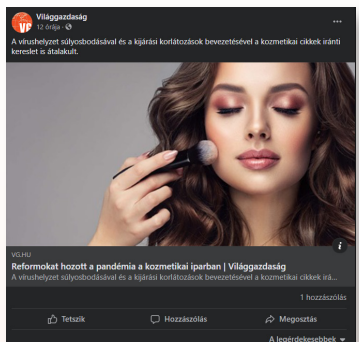 VG
Világgazdaság
12 órája ·
A vírushelyzet súlyosbodásával és a kijárási korlátozások bevezetésével a kozmetikai cikkek iránti
kereslet is átalakult.
VG.HU
Reformokat hozott a pandémia a kozmetikai iparban | Világgazdaság
A vírushelyzet súlyosbodásával és a kijárási korlátozások bevezetésével a kozmetikai cikkek irá...
1 hozzászólás
Tetszik
Hozzászólás
Megosztás
A legérdekesebbek